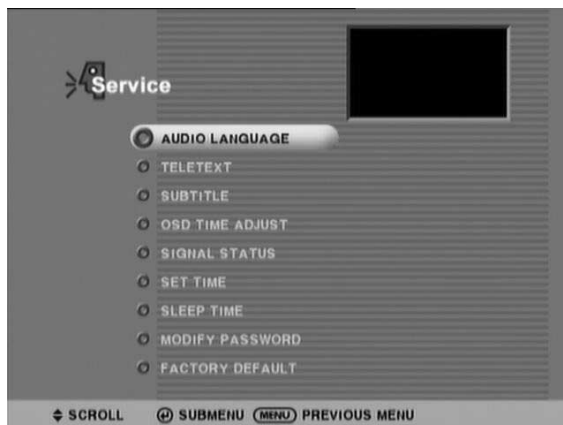 Service
AUDIO LANGUAGE
TELETEXT
SUBTITLE
OSD TIME ADJUST
SIGNAL STATUS
SET TIME
SLEEP TIME
MODIFY PASSWORD
FACTORY DEFAULT
SCROLL SUBMENU MENU PREVIOUS MENU